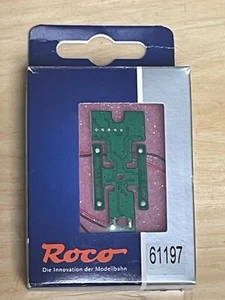 Roco
Die Innovation der Modellbahn
61197